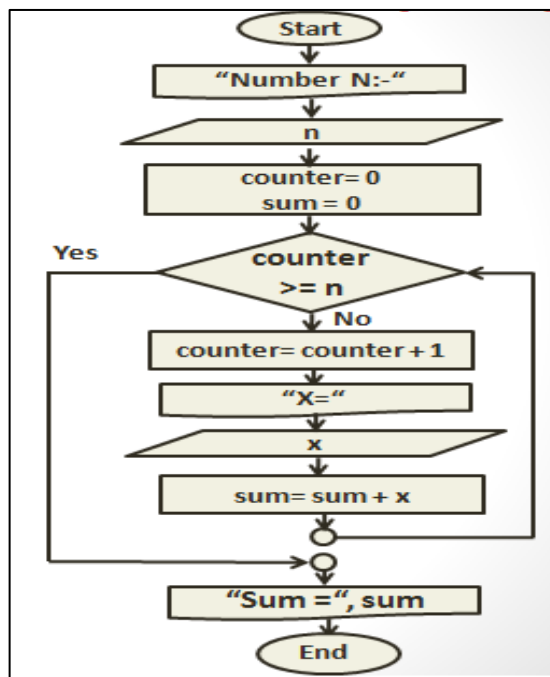 Start
“Number N:-“
n
counter= 0
sum = 0
Yes
counter
>= n
No
counter= counter + 1
“X=“
x
sum= sum + x
“Sum =“, sum
End